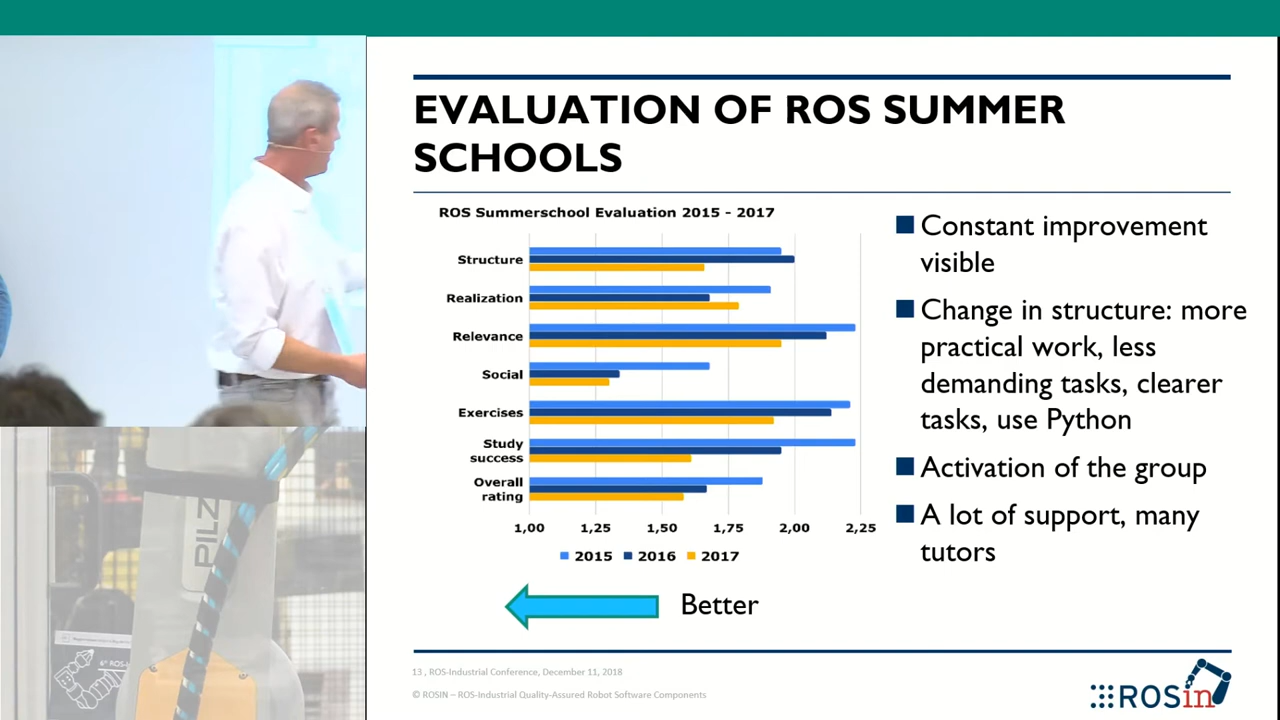 EVALUATION OF ROS SUMMER
SCHOOLS
ROS Summerschool Evaluation 2015 - 2017
Structure
Realization
Relevance
Social
Exercises
Study
success
Overall
rating
1,00 1,25 1,50 1,75 2,00 2,25
2015 2016 2017
Better
Constant improvement
visible
Change in structure: more
practical work, less
demanding tasks, clearer
tasks, use Python
Activation of the group
A lot of support, many
tutors
13 , ROS-Industrial Conference, December 11, 2018
© ROSIN – ROS-Industrial Quality-Assured Robot Software Components
ROSin
PILZ